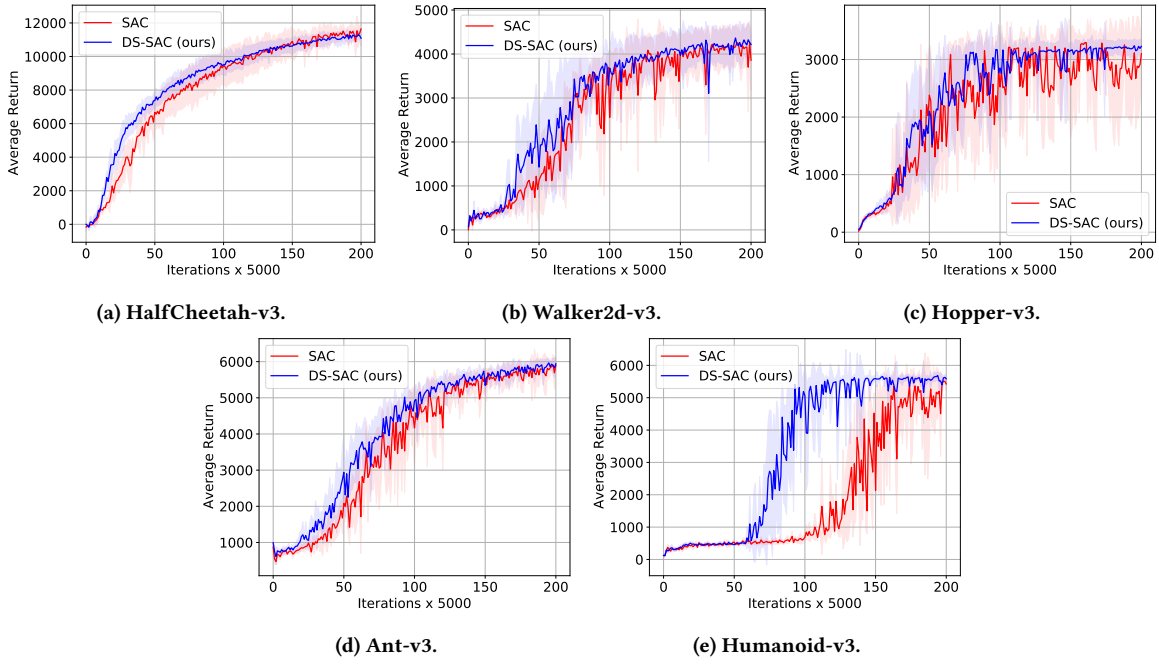 SAC
DS-SAC (ours)
12000
10000
8000
6000
4000
2000
0
Average Return
0 50 100 150 200
Iterations x 5000
(a) HalfCheetah-v3.
SAC
DS-SAC (ours)
5000
4000
3000
2000
1000
0
Average Return
0 50 100 150 200
Iterations x 5000
(b) Walker2d-v3.
3000
2000
1000
0
Average Return
SAC
DS-SAC (ours)
0 50 100 150 200
Iterations x 5000
(c) Hopper-v3.
SAC
DS-SAC (ours)
6000
5000
4000
3000
2000
1000
Average Return
0 50 100 150 200
Iterations x 5000
(d) Ant-v3.
SAC
DS-SAC (ours)
6000
5000
4000
3000
2000
1000
0
Average Return
0 50 100 150 200
Iterations x 5000
(e) Humanoid-v3.